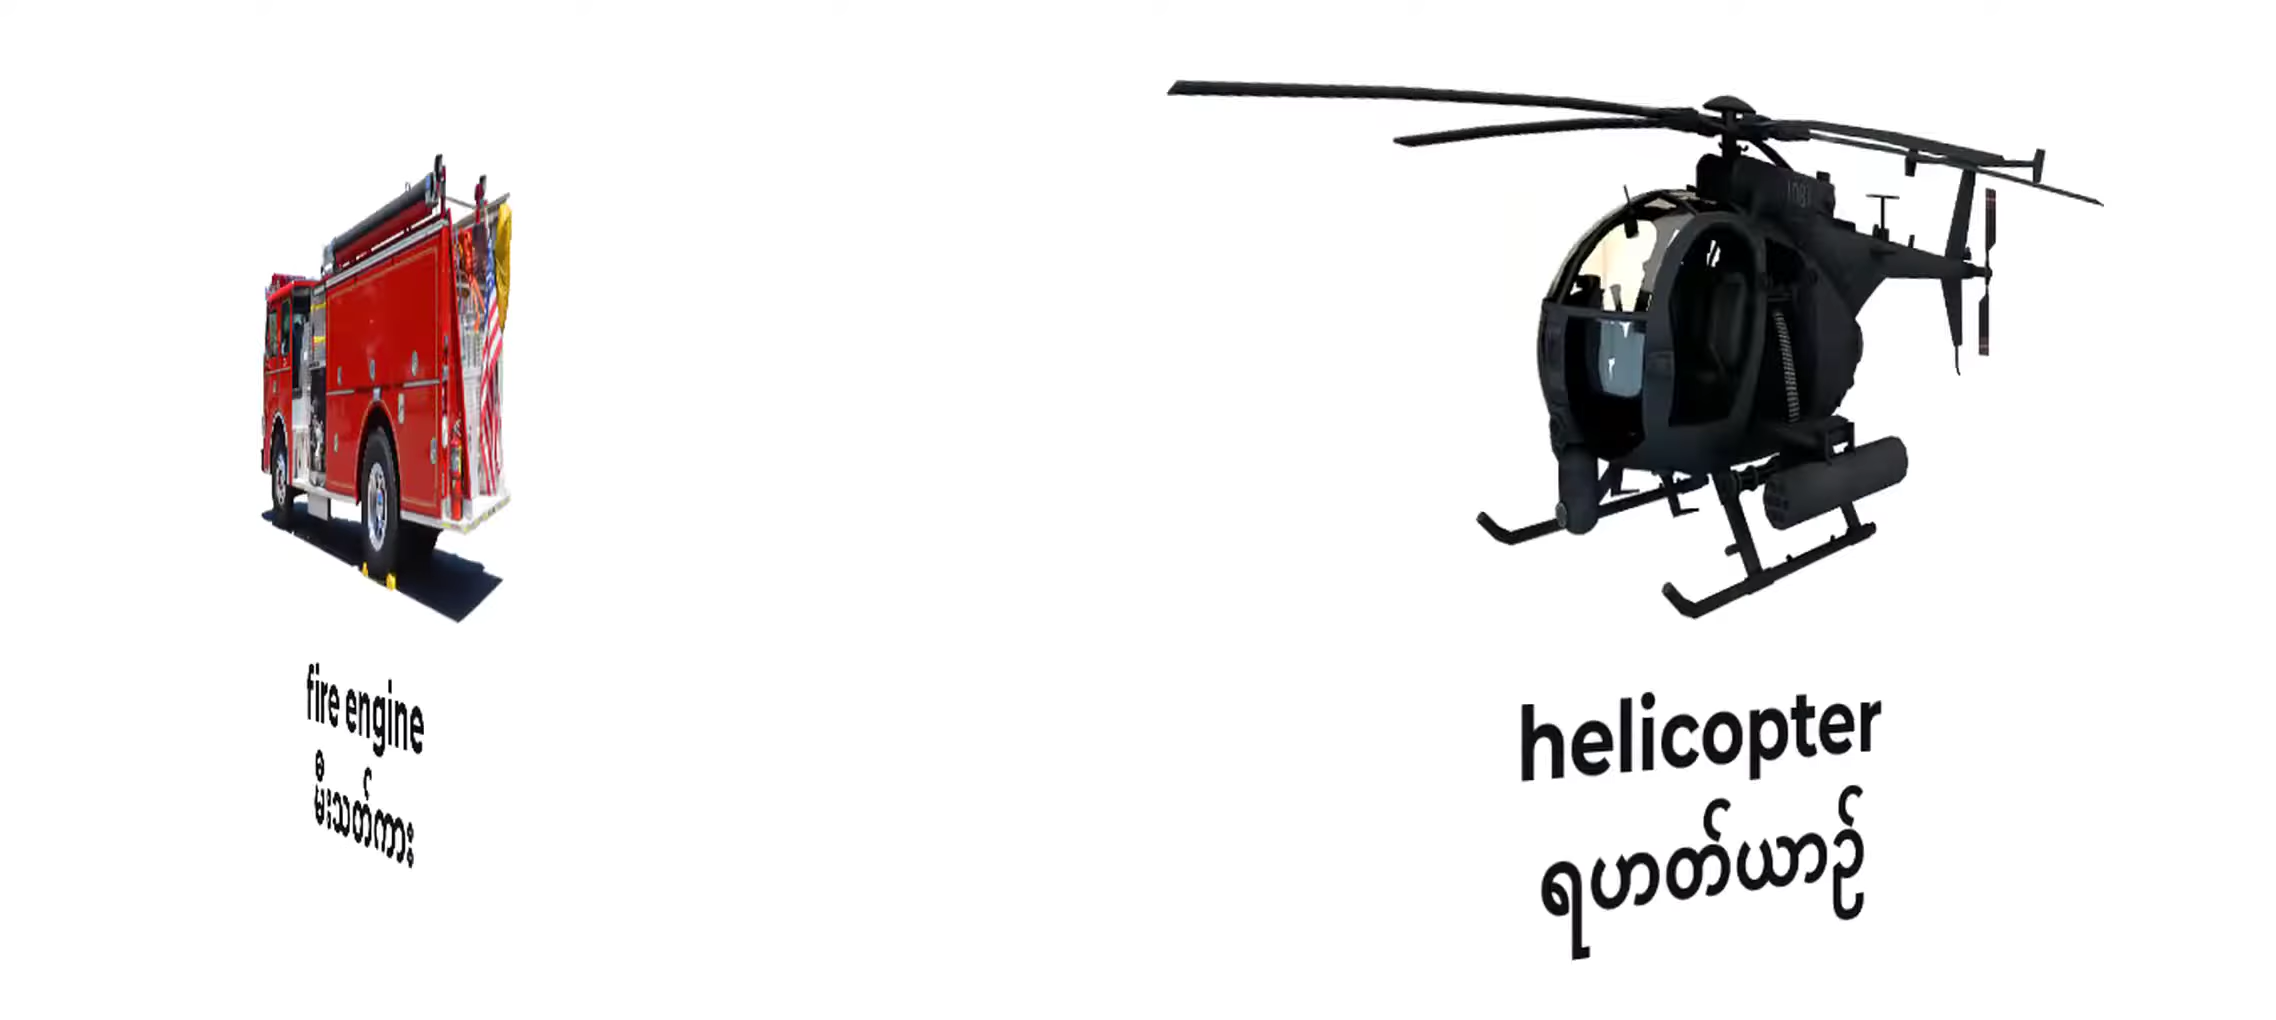 fire engine
မီးသတ်ကား
helicopter
ရဟတ်ယာဉ်